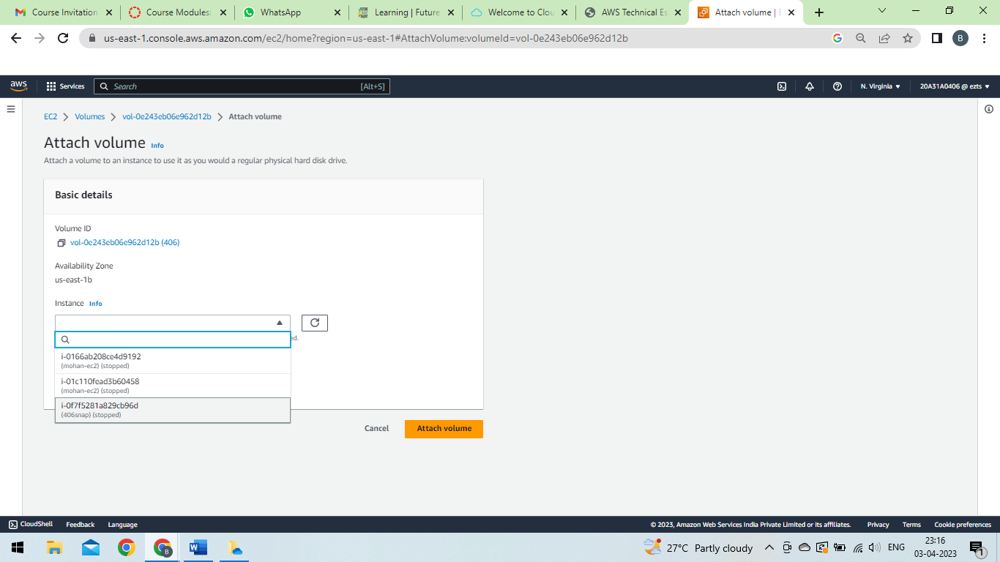 Course Invitation
Course Modules:
WhatsApp
Learning | Future
Welcome to Clou
AWS Technical Es
Attach volume | E
us-east-1.console.aws.amazon.com/ec2/home?region=us-east-1#AttachVolume:volumeId=vol-0e243eb06e962d12b
B
aws
Services
Search
[Alt+S]
N. Virginia
20A31A0406 @ ezts
EC2 > Volumes > vol-0e243eb06e962d12b > Attach volume
Attach volume Info
Attach a volume to an instance to use it as you would a regular physical hard disk drive.
Basic details
Volume ID
vol-0e243eb06e962d12b (406)
Availability Zone
us-east-1b
Instance Info
ed.
i-0166ab208ce4d9192
(mohan-ec2) (stopped)
i-01c110fead3b60458
(mohan-ec2) (stopped)
i-0f7f5281a829cb96d
(406snap) (stopped)
Cancel
Attach volume
CloudShell
Feedback
Language
© 2023, Amazon Web Services India Private Limited or its affiliates.
Privacy
Terms
Cookie preferences
B
W
27°C Partly cloudy
ENG
23:16
03-04-2023
1